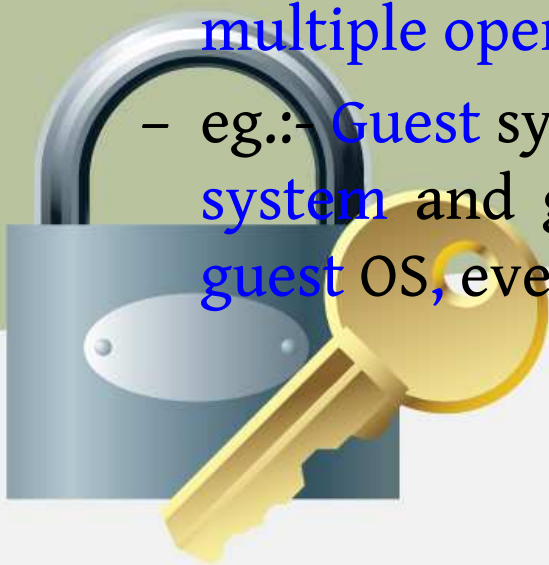 multiple oper
– eg.:- Guest sy
system and g
guest OS, eve